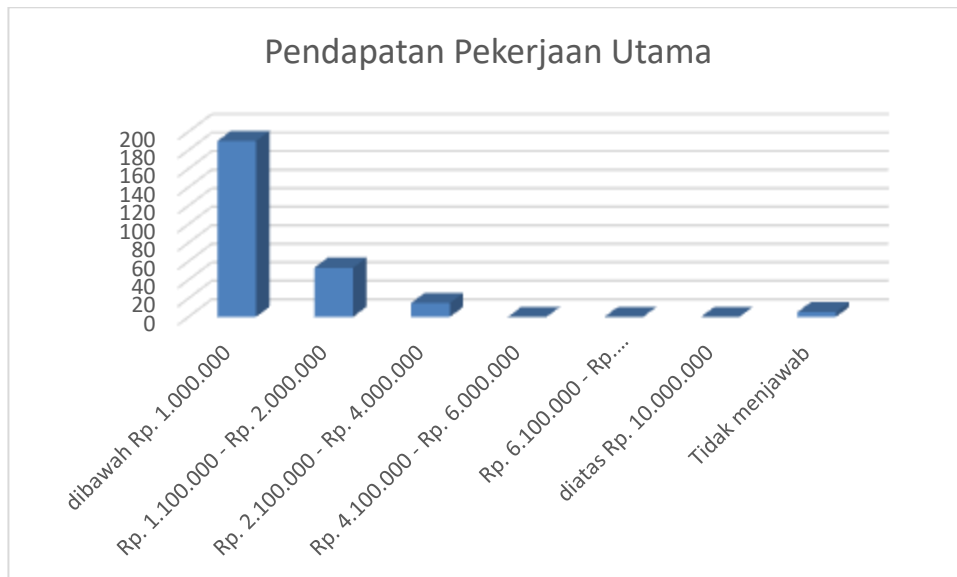 Pendapatan Pekerjaan Utama
200
180
160
140
120
100
80
60
40
20
0
dibawah Rp. 1.000.000
Rp. 1.100.000 - Rp. 2.000.000
Rp. 2.100.000 - Rp. 4.000.000
Rp. 4.100.000 - Rp. 6.000.000
Rp. 6.100.000 - Rp....
diatas Rp. 10.000.000
Tidak menjawab